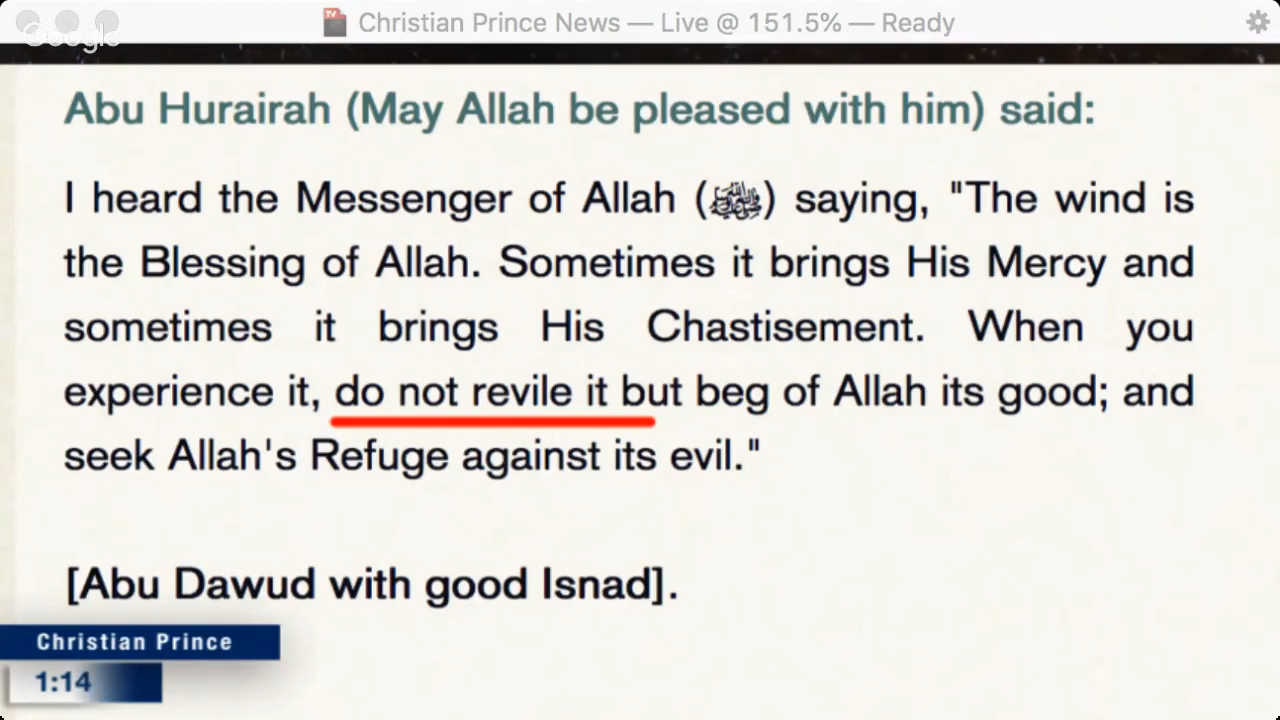 Christian Prince News — Live @ 151.5% — Ready
Google
Abu Hurairah (May Allah be pleased with him) said:
I heard the Messenger of Allah (ﷺ) saying, "The wind is
the Blessing of Allah. Sometimes it brings His Mercy and
sometimes it brings His Chastisement. When you
experience it, do not revile it but beg of Allah its good; and
seek Allah's Refuge against its evil."
[Abu Dawud with good Isnad].
Christian Prince
1:14